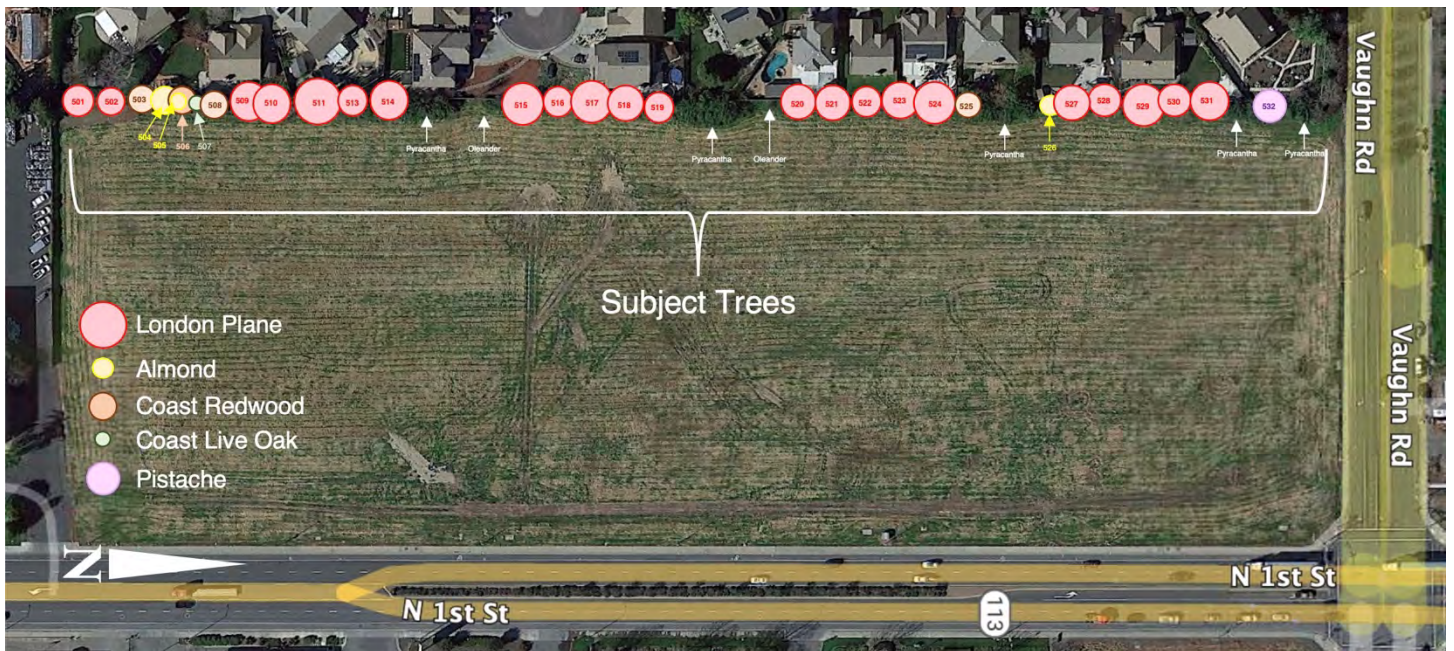 501
502
503
504
505
506
507
508
509
510
511
513
514
515
516
517
518
519
520
521
522
523
524
525
526
527
528
529
530
531
532
Pyracantha
Oleander
Pyracantha
Oleander
Pyracantha
Pyracantha
Pyracantha
Subject Trees
London Plane
Almond
Coast Redwood
Coast Live Oak
Pistache
N
N 1st St
113
N 1st St
Vaughn Rd
Vaughn Rd